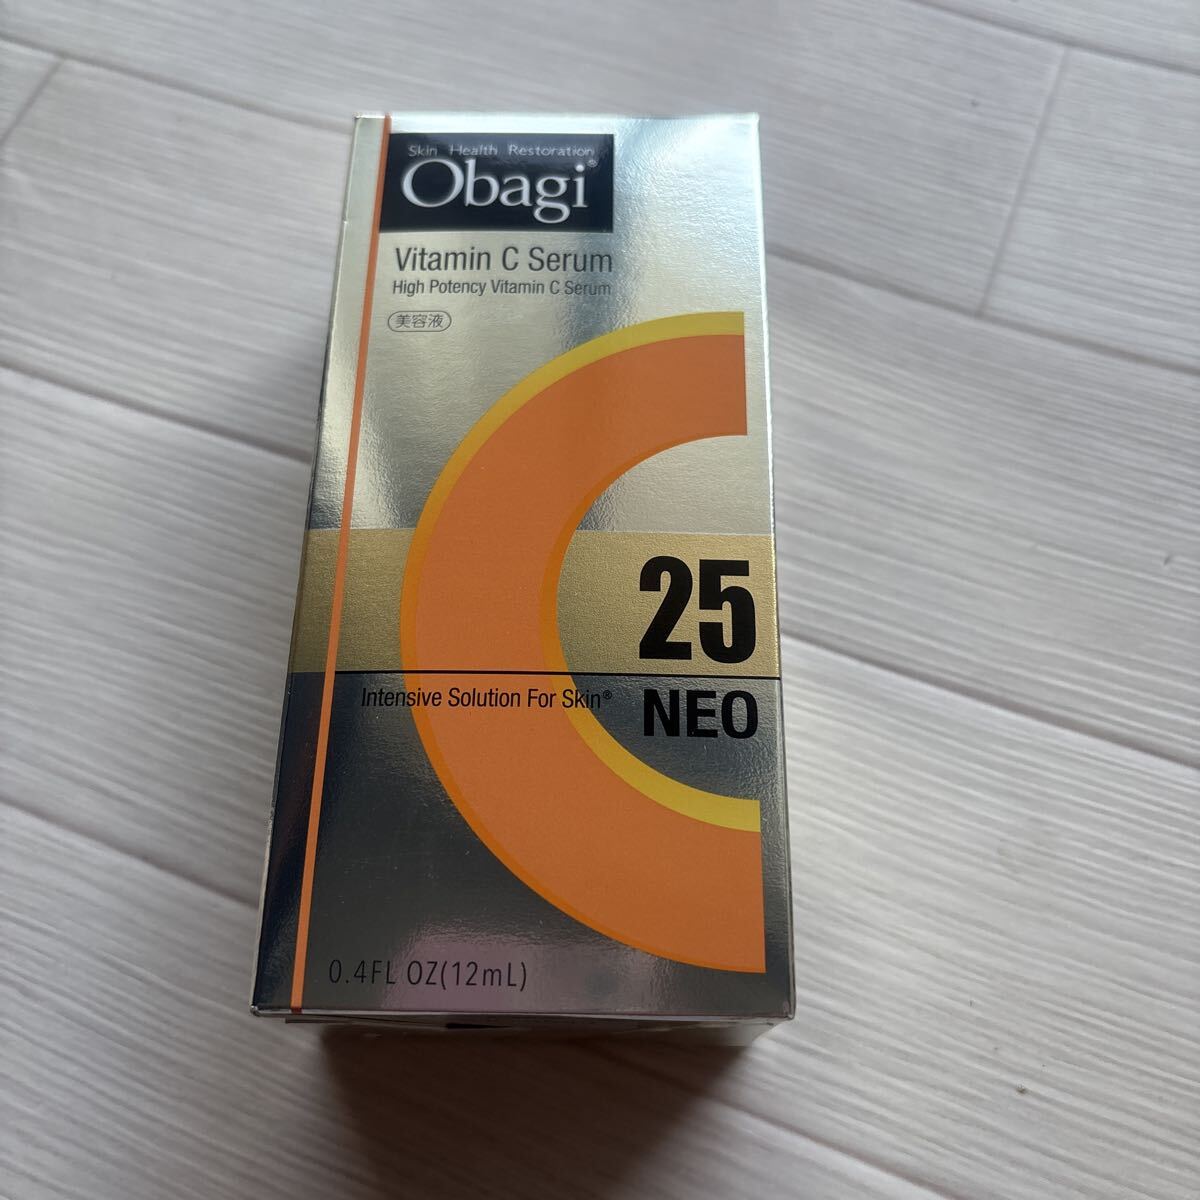 Skin Health Restoration
Obagi®
Vitamin C Serum
High Potency Vitamin C Serum
美容液
25
Intensive Solution For Skin®
NEO
0.4FL OZ(12mL)